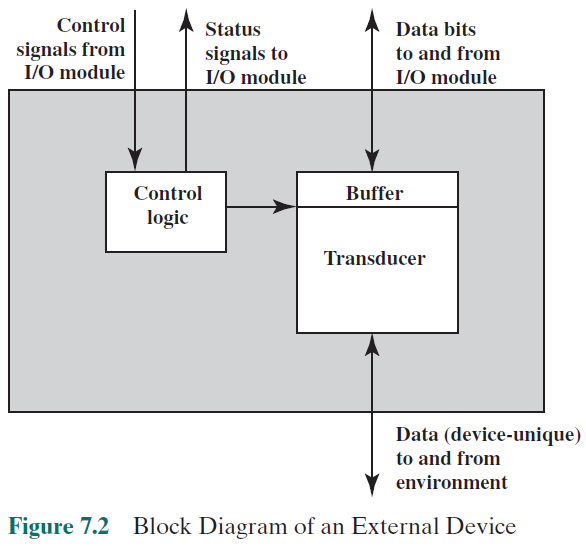 Control
signals from
I/O module
Status
signals to
I/O module
Data bits
to and from
I/O module
Control
logic
Buffer
Transducer
Data (device-unique)
to and from
environment
Figure 7.2 Block Diagram of an External Device